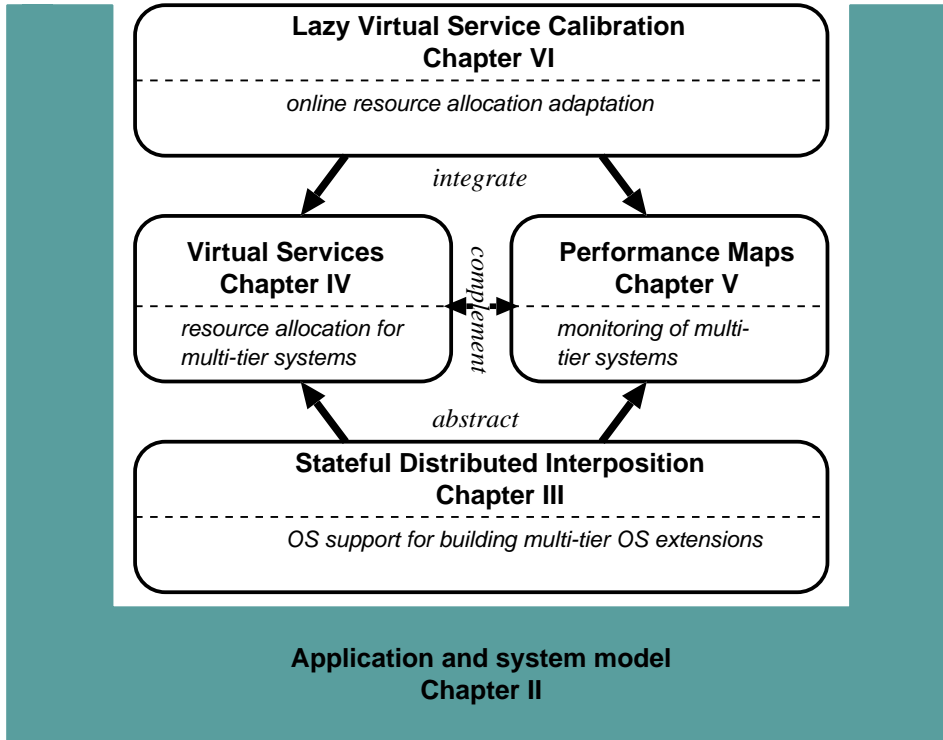 Lazy Virtual Service Calibration
Chapter VI
online resource allocation adaptation
integrate
Virtual Services
Chapter IV
resource allocation for
multi-tier systems
complement
Performance Maps
Chapter V
monitoring of multi-
tier systems
abstract
Stateful Distributed Interposition
Chapter III
OS support for building multi-tier OS extensions
Application and system model
Chapter II